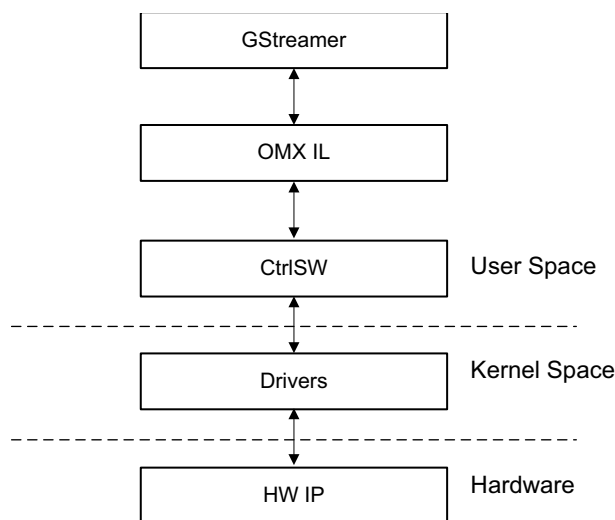 GStreamer
OMX IL
CtrlSW
User Space
Drivers
Kernel Space
HW IP
Hardware